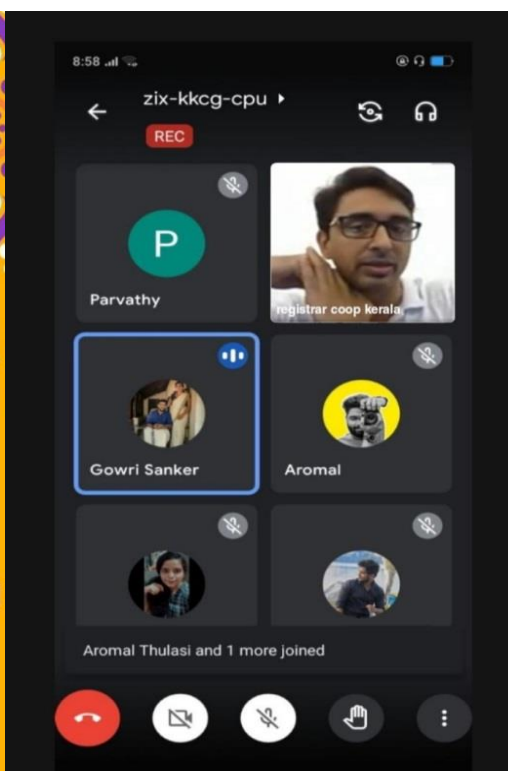 8:58
zix-kkcg-cpu
REC
P
Parvathy
registrar coop kerala
Gowri Sanker
Aromal
Aromal Thulasi and 1 more joined